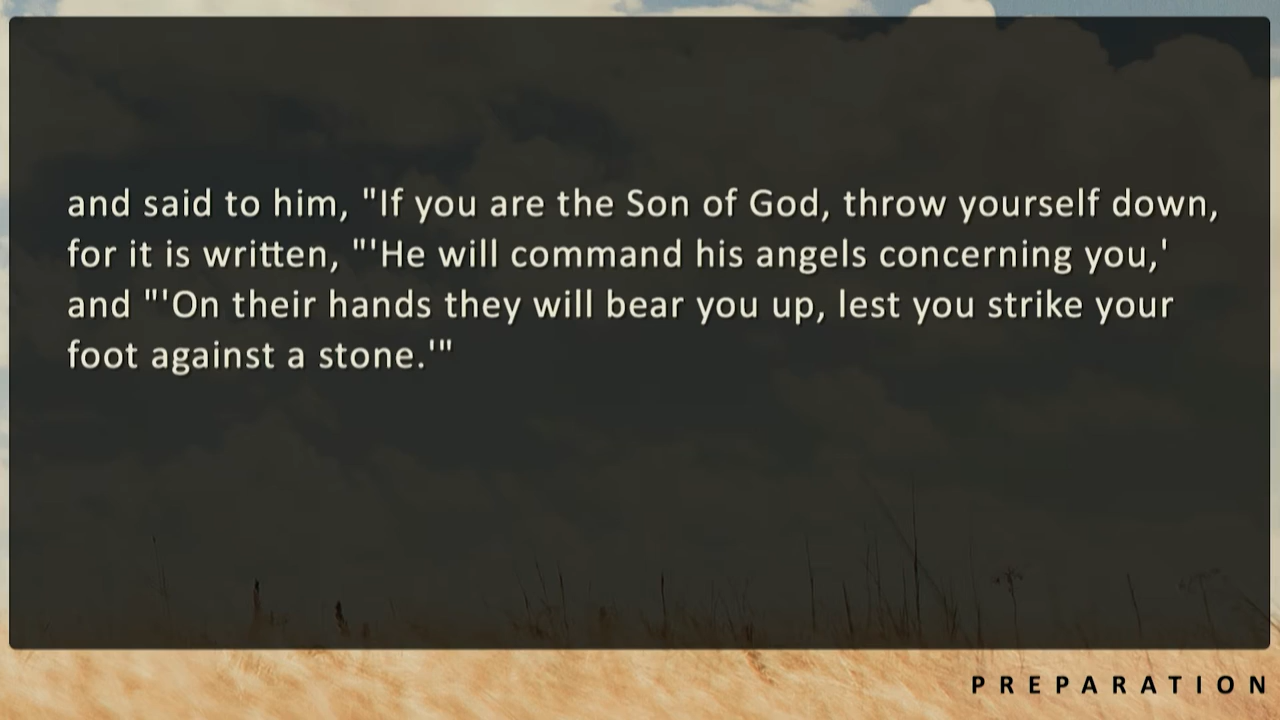 and said to him, "If you are the Son of God, throw yourself down,
for it is written, "'He will command his angels concerning you,'
and "'On their hands they will bear you up, lest you strike your
foot against a stone.'"
PREPARATION